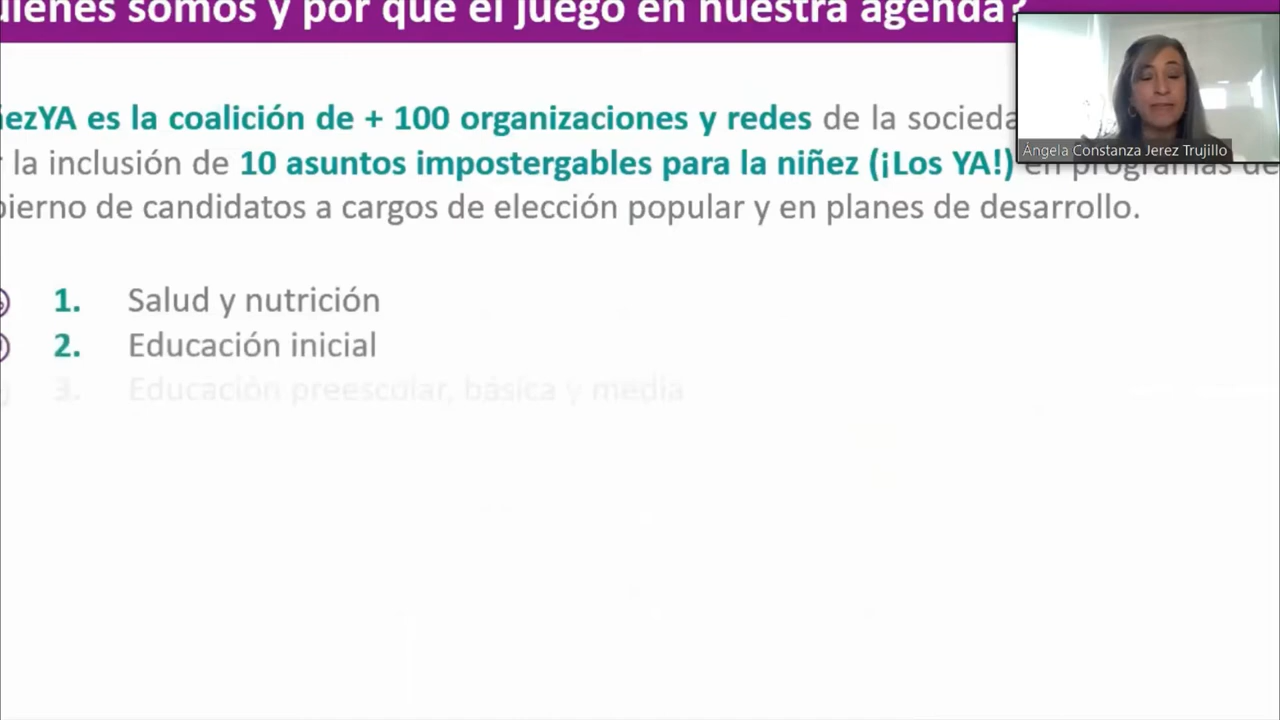 uiénes somos y por qué el juego en nuestra agenda?
ñezYA es la coalición de + 100 organizaciones y redes de la socieda
r la inclusión de 10 asuntos impostergables para la niñez (¡Los YA!) en programas de
bierno de candidatos a cargos de elección popular y en planes de desarrollo.
1. Salud y nutrición
2. Educación inicial
3. Educación preescolar, básica y media
Ángela Constanza Jerez Trujillo